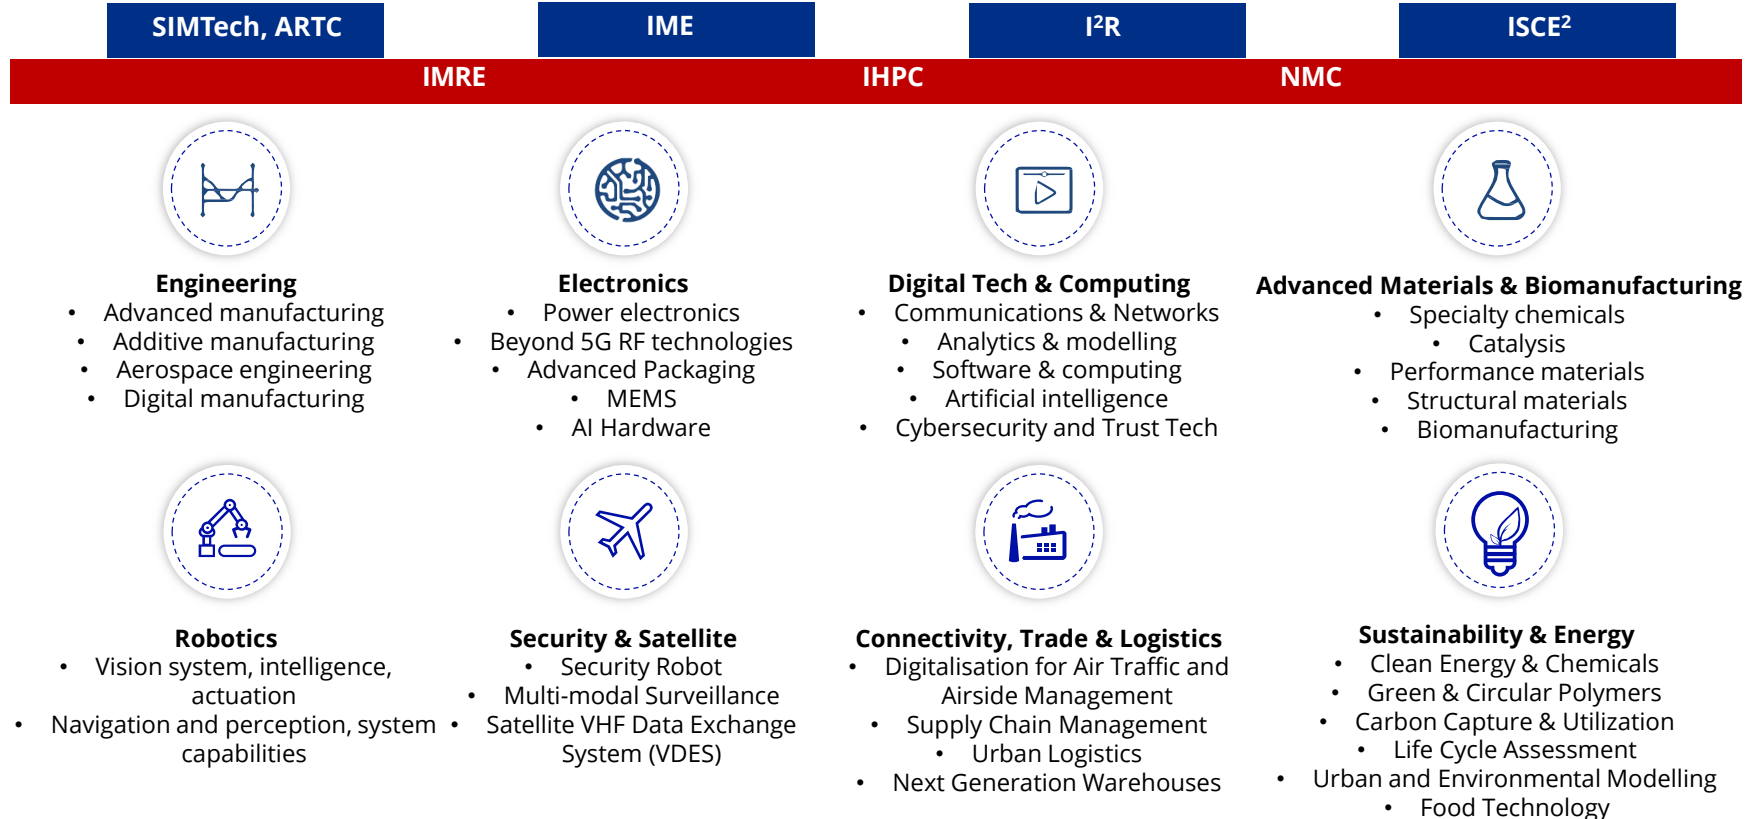 SIMTech, ARTC
IME
I²R
ISCE²
IMRE
IHPC
NMC
Engineering
• Advanced manufacturing
• Additive manufacturing
• Aerospace engineering
• Digital manufacturing
Electronics
• Power electronics
• Beyond 5G RF technologies
• Advanced Packaging
• MEMS
• AI Hardware
Digital Tech & Computing
• Communications & Networks
• Analytics & modelling
• Software & computing
• Artificial intelligence
• Cybersecurity and Trust Tech
Advanced Materials & Biomanufacturing
• Specialty chemicals
• Catalysis
• Performance materials
• Structural materials
• Biomanufacturing
Robotics
• Vision system, intelligence,
actuation
• Navigation and perception, system
capabilities
Security & Satellite
• Security Robot
• Multi-modal Surveillance
• Satellite VHF Data Exchange
System (VDES)
Connectivity, Trade & Logistics
• Digitalisation for Air Traffic and
Airside Management
• Supply Chain Management
• Urban Logistics
• Next Generation Warehouses
Sustainability & Energy
• Clean Energy & Chemicals
• Green & Circular Polymers
• Carbon Capture & Utilization
• Life Cycle Assessment
• Urban and Environmental Modelling
• Food Technology